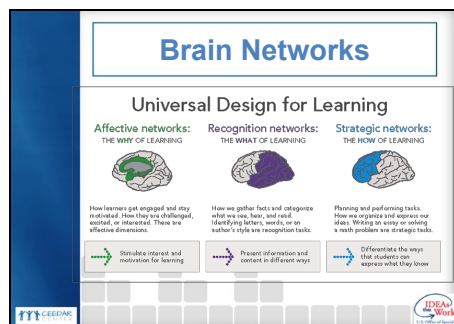 Brain Networks
Universal Design for Learning
Affective networks:
THE WHY OF LEARNING
How learners get engaged and stay
motivated. How they are challenged,
excited, or interested. These are
affective dimensions.
Stimulate interest and
motivation for learning
Recognition networks:
THE WHAT OF LEARNING
How we gather facts and categorize
what we see, hear, and read.
Identifying letters, words, or an
author's style are recognition tasks.
Present information and
content in different ways
Strategic networks:
THE HOW OF LEARNING
Planning and performing tasks.
How we organize and express our
ideas. Writing an essay or solving
a math problem are strategic tasks.
Differentiate the ways
that students can
express what they know
CEEDAR
CENTER
IDEAs
that
Work
U.S. Office of Special